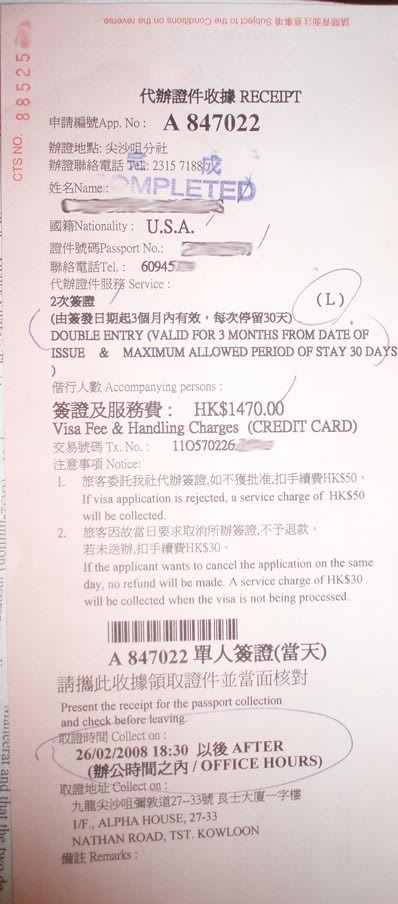 請閱背面注意事項 Subject to the Conditions on the reverse.
CTS NO. 88525
代辦證件收據 RECEIPT
申請編號App. No : A 847022
辦證地點: 尖沙咀分社
辦證聯絡電話 Tel.: 2315 7188
成
COMPLETED
姓名Name :
國籍Nationality : U.S.A.
證件號碼Passport No.:
聯絡電話Tel. : 60945
代辦證件服務 Service :
(L)
2次簽證
(由簽發日期起3個月內有效，每次停留30天)
DOUBLE ENTRY (VALID FOR 3 MONTHS FROM DATE OF
ISSUE & MAXIMUM ALLOWED PERIOD OF STAY 30 DAYS
)
偕行人數 Accompanying persons :
簽證及服務費 : HK$1470.00
Visa Fee & Handling Charges (CREDIT CARD)
交易號碼 Tx. No. : 110570226
注意事項 Notice:
1. 旅客委託我社代辦簽證,如不獲批准,扣手續費HK$50。
If visa application is rejected, a service charge of HK$50
will be collected.
2. 旅客因故當日要求取消所辦簽證,不予退款。
若未送辦,扣手續費HK$30。
If the applicant wants to cancel the application on the same
day, no refund will be made. A service charge of HK$30
will be collected when the visa is not being processed.
A 847022 單人簽證(當天)
請攜此收據領取證件並當面核對
Present the receipt for the passport collection
and check before leaving.
取證時間 Collect on :
26/02/2008 18:30 以後 AFTER
(辦公時間之內 / OFFICE HOURS)
取證地址 Collect on :
九龍尖沙咀彌敦道27--33號 良士大廈一字樓
1/F., ALPHA HOUSE, 27-33
NATHAN ROAD, TST. KOWLOON
備註 Remarks :